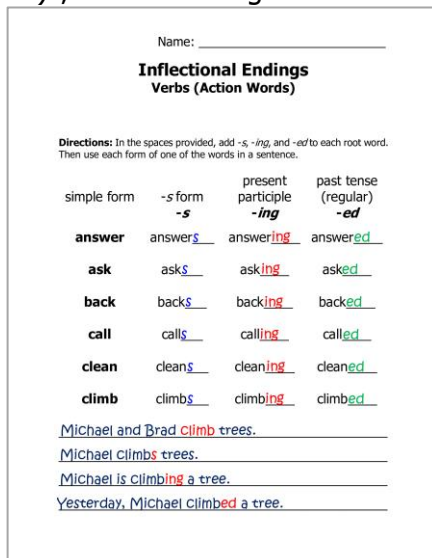 Name:
Inflectional Endings
Verbs (Action Words)
Directions: In the spaces provided, add -s, -ing, and -ed to each root word.
Then use each form of one of the words in a sentence.
simple form -s form present participle past tense (regular)
-s -ing -ed
answer answers answering answered
ask asks asking asked
back backs backing backed
call calls calling called
clean cleans cleaning cleaned
climb climbs climbing climbed
Michael and Brad climb trees.
Michael climbs trees.
Michael is climbing a tree.
Yesterday, Michael climbed a tree.